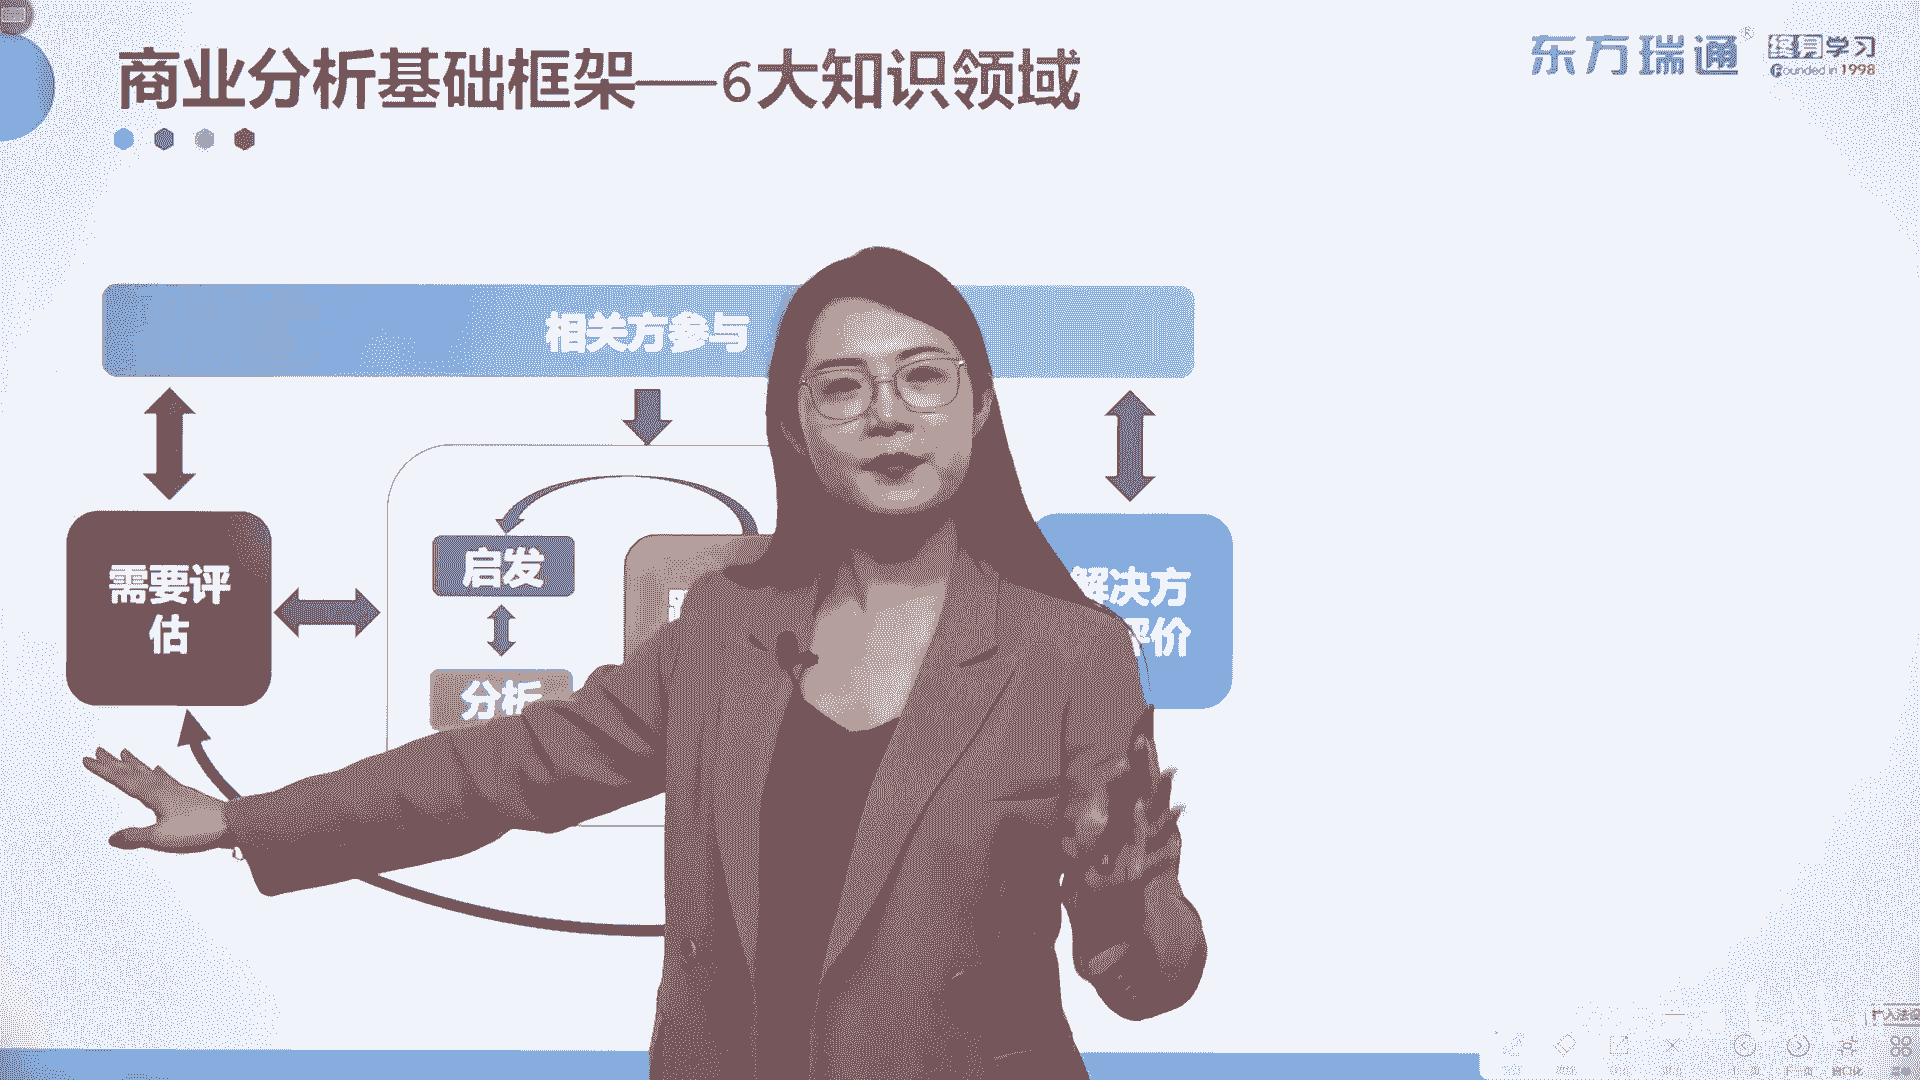 商业分析基础框架——6大知识领域
东方瑞通®
终身学习
Founded in 1998
相关方参与
启发
需要评
估
分析
解决方
评价